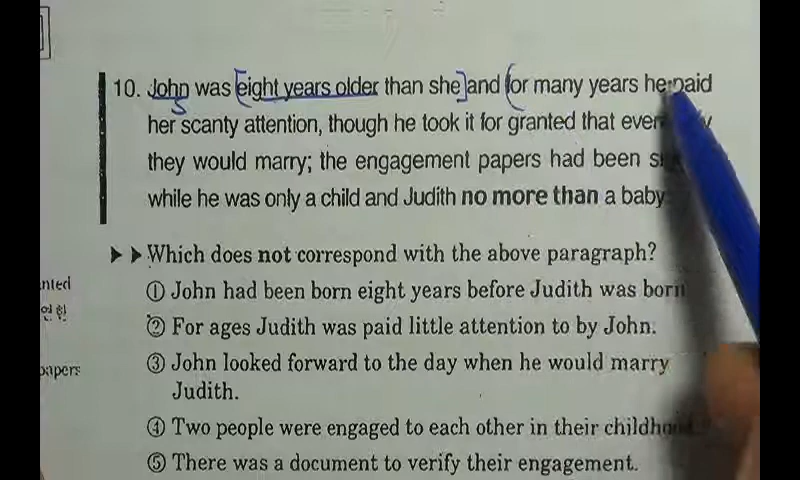 10. John was eight years older than she and for many years he paid
S
her scanty attention, though he took it for granted that
they would marry; the engagement papers had been
while he was only a child and Judith no more than a baby
▶▶ Which does not correspond with the above paragraph?
① John had been born eight years before Judith was born
② For ages Judith was paid little attention to by John.
③ John looked forward to the day when he would marry
Judith.
④ Two people were engaged to each other in their
⑤ There was a document to verify their engagement.